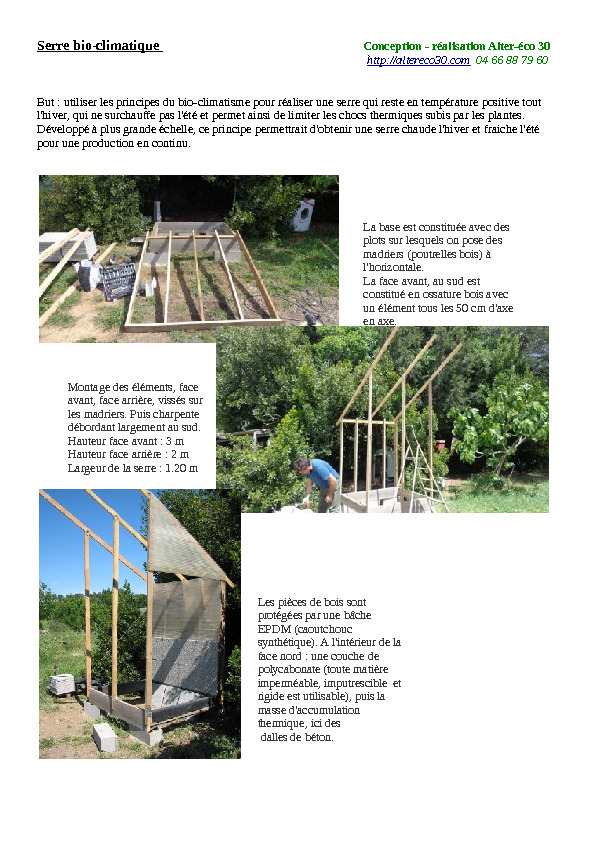 Serre bio-climatique
Conception - réalisation Alter-éco 30
http://altereco30.com 04 66 88 79 60
But : utiliser les principes du bio-climatisme pour réaliser une serre qui reste en température positive tout
l'hiver, qui ne surchauffe pas l'été et permet ainsi de limiter les chocs thermiques subis par les plantes.
Développé à plus grande échelle, ce principe permettrait d'obtenir une serre chaude l'hiver et fraiche l'été
pour une production en continu.
La base est constituée avec des
plots sur lesquels on pose des
madriers (poutrelles bois) à
l'horizontale.
La face avant, au sud est
constitué en ossature bois avec
un élément tous les 50 cm d'axe
en axe.
Montage des éléments, face
avant, face arrière, vissés sur
les madriers. Puis charpente
débordant largement au sud.
Hauteur face avant : 3 m
Hauteur face arrière : 2 m
Largeur de la serre : 1.20 m
Les pièces de bois sont
protégées par une bâche
EPDM (caoutchouc
synthétique). A l'intérieur de la
face nord : une couche de
polycabonate (toute matière
imperméable, imputrescible et
rigide est utilisable), puis la
masse d'accumulation
thermique, ici des
dalles de béton.